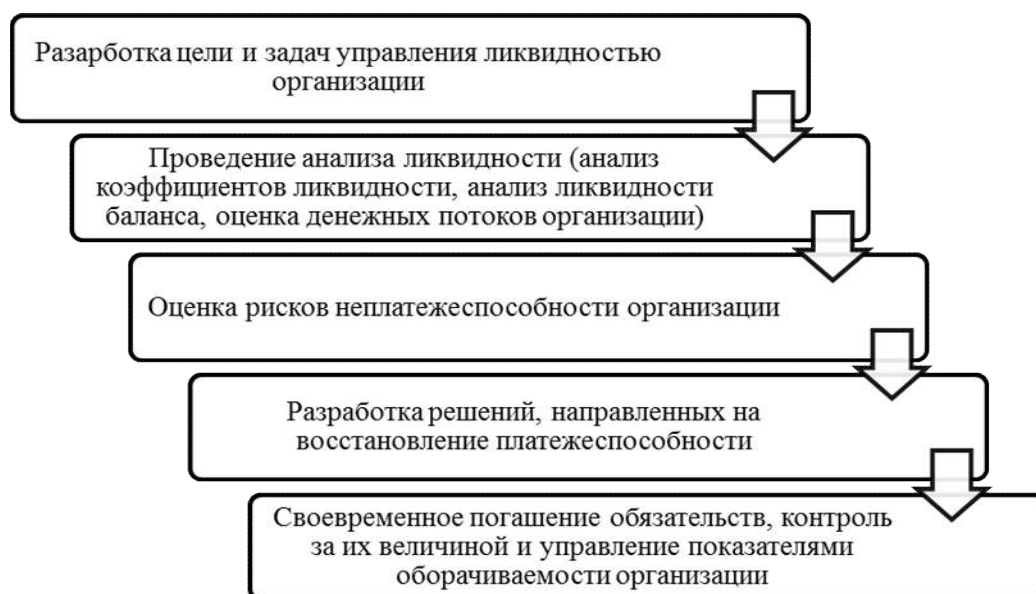 Разарботка цели и задач управления ликвидностью
организации
Проведение анализа ликвидности (анализ
коэффициентов ликвидности, анализ ликвидности
баланса, оценка денежных потоков организации)
Оценка рисков неплатежеспособности организации
Разработка решений, направленных на
восстановление платежеспособности
Своевременное погашение обязательств, контроль
за их величиной и управление показателями
оборачиваемости организации